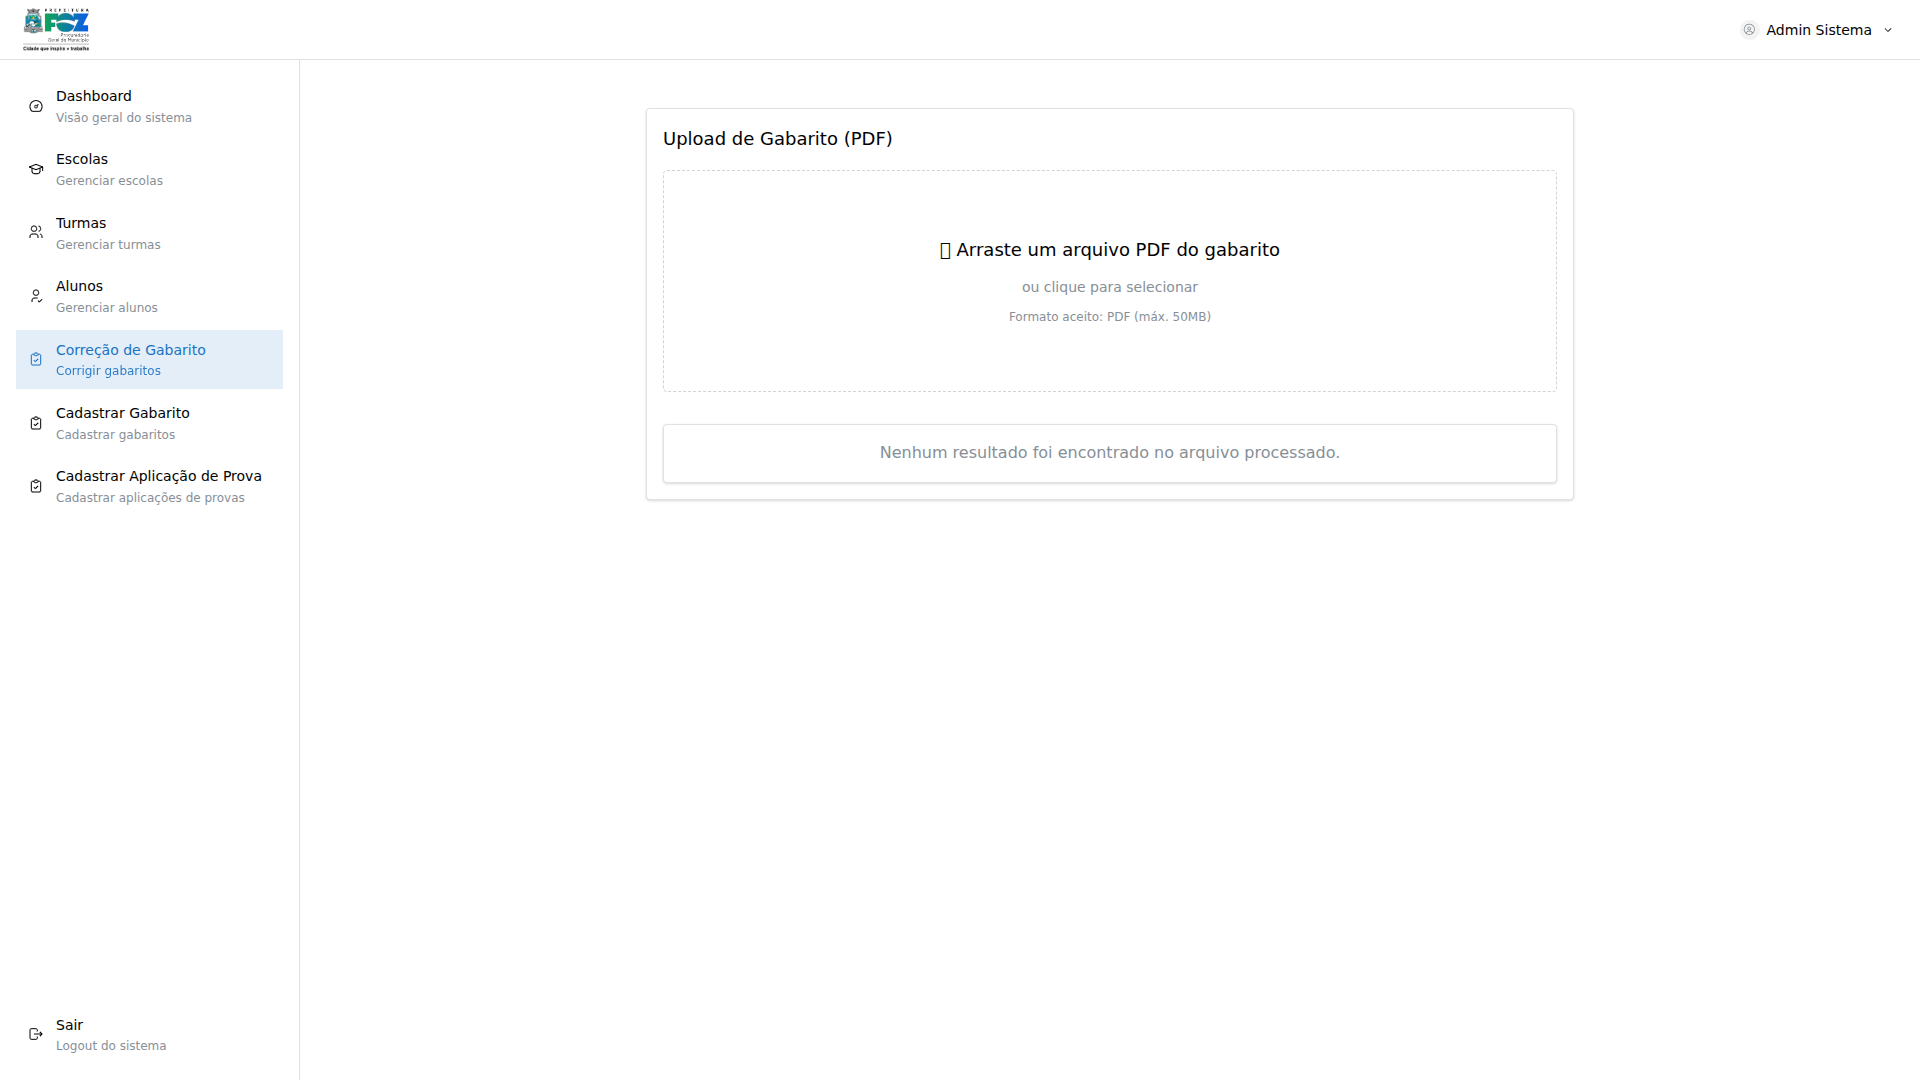 PREFEITURA
FOZ
Procuradoria
Geral do Município
Cidade que inspira e trabalha
Admin Sistema
Dashboard
Visão geral do sistema
Escolas
Gerenciar escolas
Turmas
Gerenciar turmas
Alunos
Gerenciar alunos
Correção de Gabarito
Corrigir gabaritos
Cadastrar Gabarito
Cadastrar gabaritos
Cadastrar Aplicação de Prova
Cadastrar aplicações de provas
Sair
Logout do sistema
Upload de Gabarito (PDF)
Arraste um arquivo PDF do gabarito
ou clique para selecionar
Formato aceito: PDF (máx. 50MB)
Nenhum resultado foi encontrado no arquivo processado.